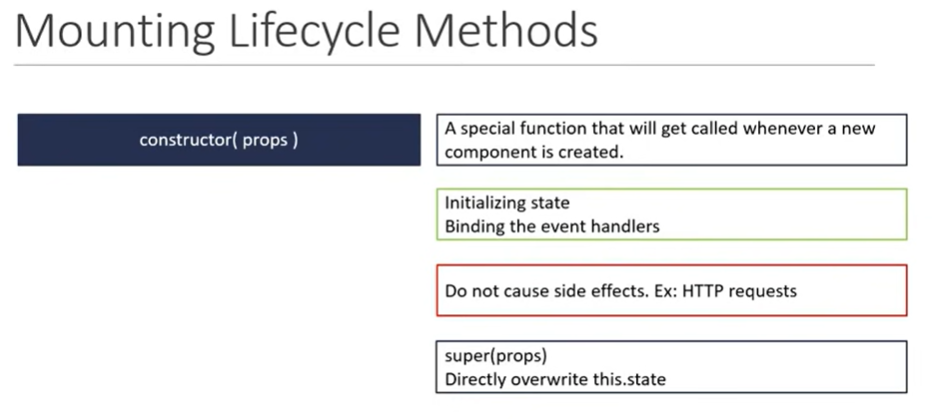 Mounting Lifecycle Methods
constructor( props )
A special function that will get called whenever a new
component is created.
Initializing state
Binding the event handlers
Do not cause side effects. Ex: HTTP requests
super(props)
Directly overwrite this.state